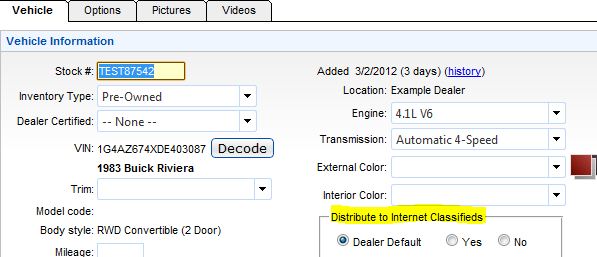 Vehicle Options Pictures Videos
Vehicle Information
Stock #: TEST87542
Inventory Type: Pre-Owned
Dealer Certified: -- None --
VIN: 1G4AZ674XDE403087 Decode
1983 Buick Riviera
Trim:
Model code:
Body style: RWD Convertible (2 Door)
Mileage:
Added 3/2/2012 (3 days) (history)
Location: Example Dealer
Engine: 4.1L V6
Transmission: Automatic 4-Speed
External Color:
Interior Color:
Distribute to Internet Classifieds
Dealer Default Yes No